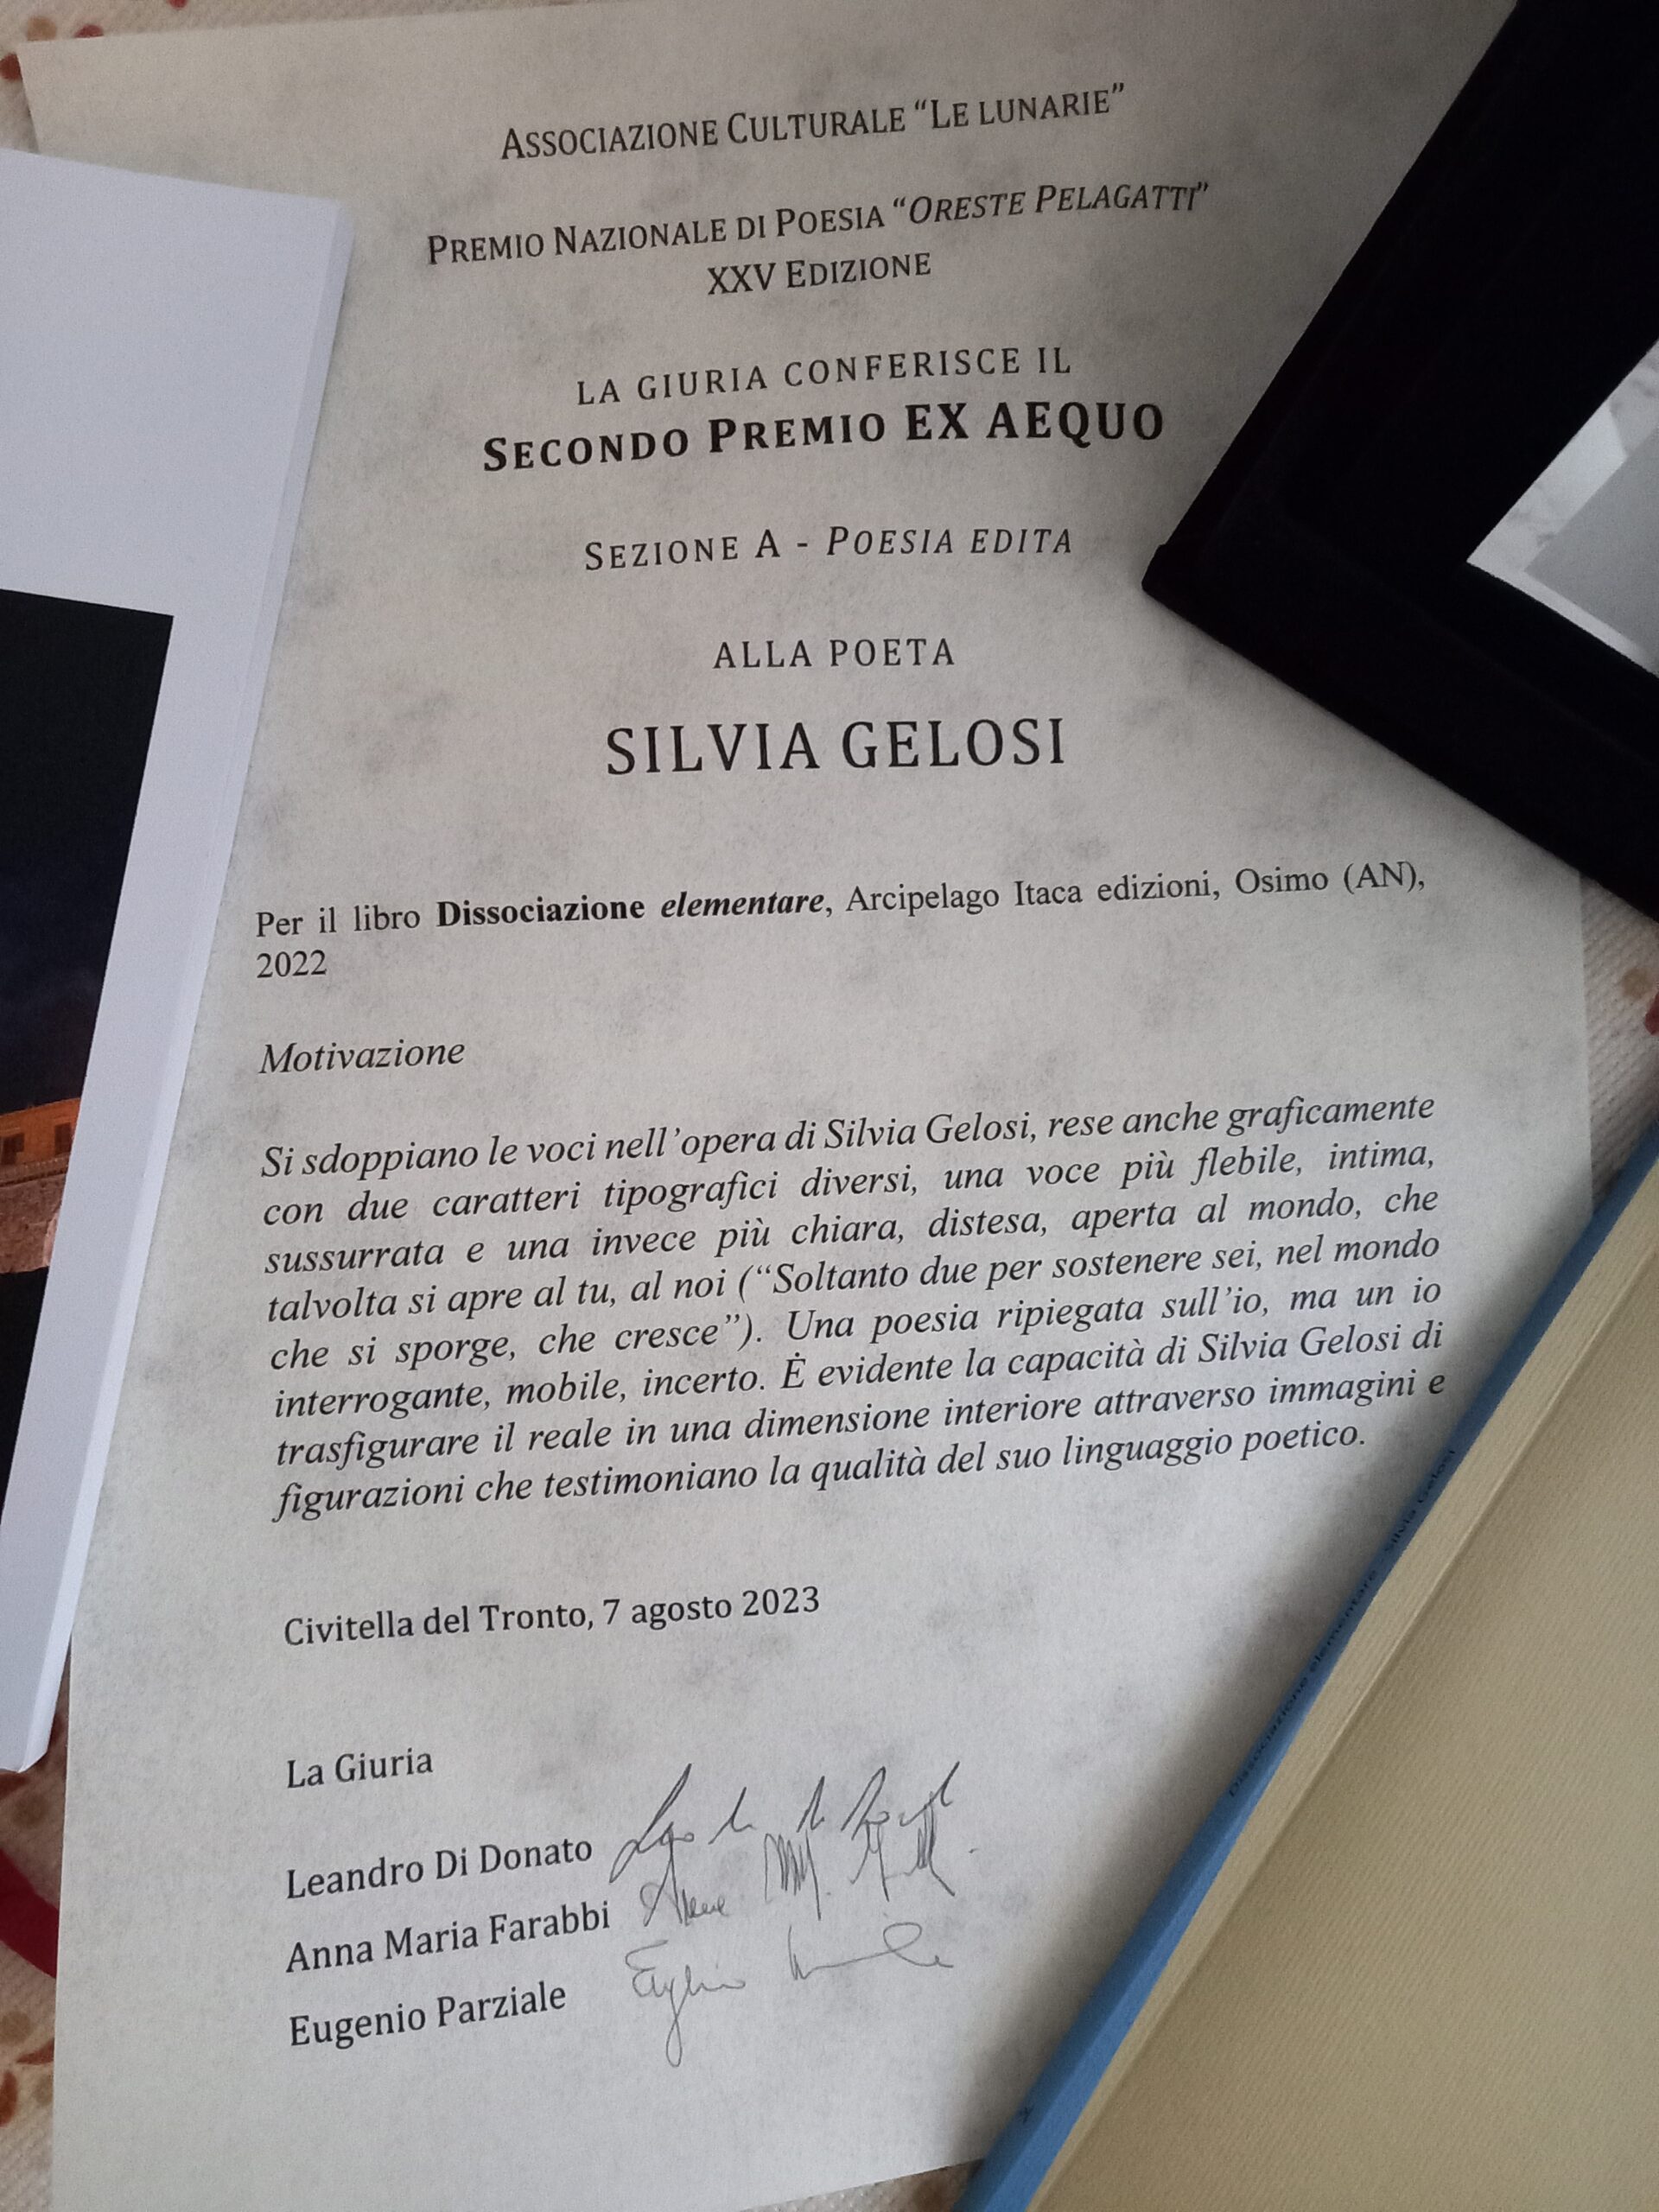 ASSOCIAZIONE CULTURALE “LE LUNARIE”
PREMIO NAZIONALE DI POESIA “ORESTE PELAGATTI”
XXV EDIZIONE
LA GIURIA CONFERISCE IL
SECONDO PREMIO EX AEQUO
SEZIONE A - POESIA EDITA
ALLA POETA
SILVIA GELOSI
Per il libro Dissociazione elementare, Arcipelago Itaca edizioni, Osimo (AN),
2022
Motivazione
Si sdoppiano le voci nell’opera di Silvia Gelosi, rese anche graficamente
con due caratteri tipografici diversi, una voce più flebile, intima,
sussurrata e una invece più chiara, distesa, aperta al mondo, che
talvolta si apre al tu, al noi (“Soltanto due per sostenere sei, nel mondo
che si sporge, che cresce”). Una poesia ripiegata sull’io, ma un io
interrogante, mobile, incerto. Ė evidente la capacità di Silvia Gelosi di
trasfigurare il reale in una dimensione interiore attraverso immagini e
figurazioni che testimoniano la qualità del suo linguaggio poetico.
Civitella del Tronto, 7 agosto 2023
La Giuria
Leandro Di Donato
Anna Maria Farabbi
Eugenio Parziale
Dissociazione elementare Silvia Gelosi